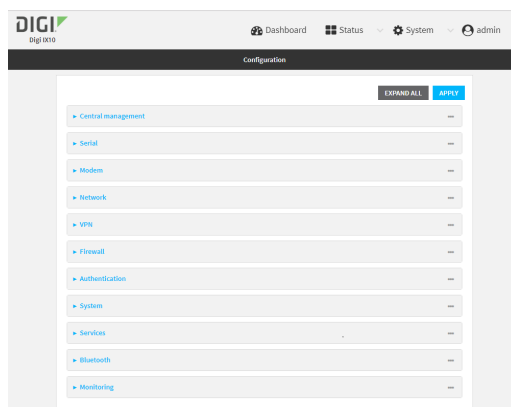 DIGI
Digi IX10
Dashboard Status System admin
Configuration
EXPAND ALL APPLY
Central management
Serial
Modem
Network
VPN
Firewall
Authentication
System
Services
Bluetooth
Monitoring